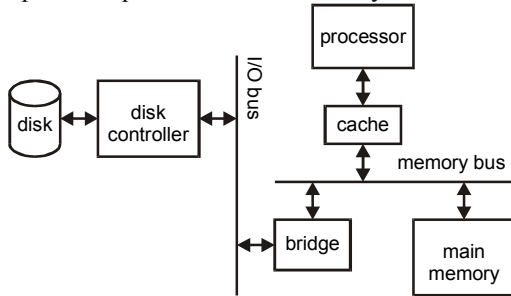 processor
I/O bus
disk
disk
controller
cache
memory bus
bridge
main
memory